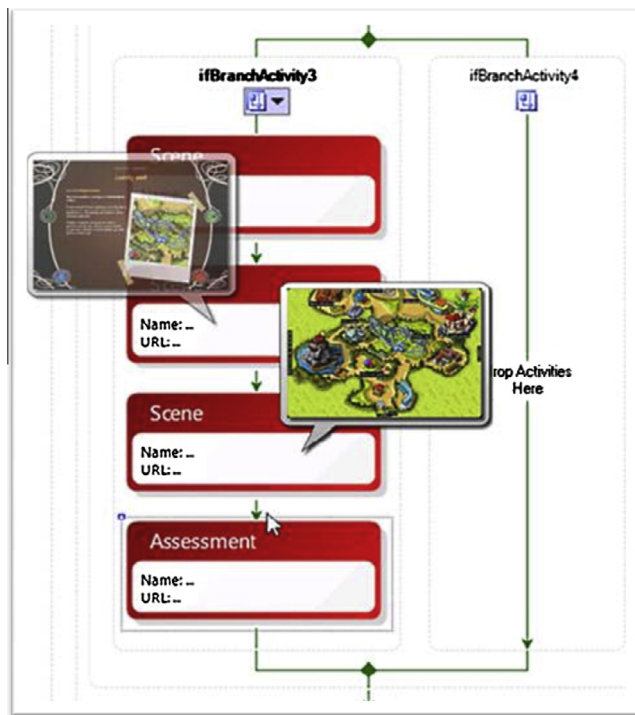 ifBranchActivity3
ifBranchActivity4
Scene
Name: ...
URL: ...
rop Activities
Here
Scene
Name: ...
URL: ...
Assessment
Name: ...
URL: ...